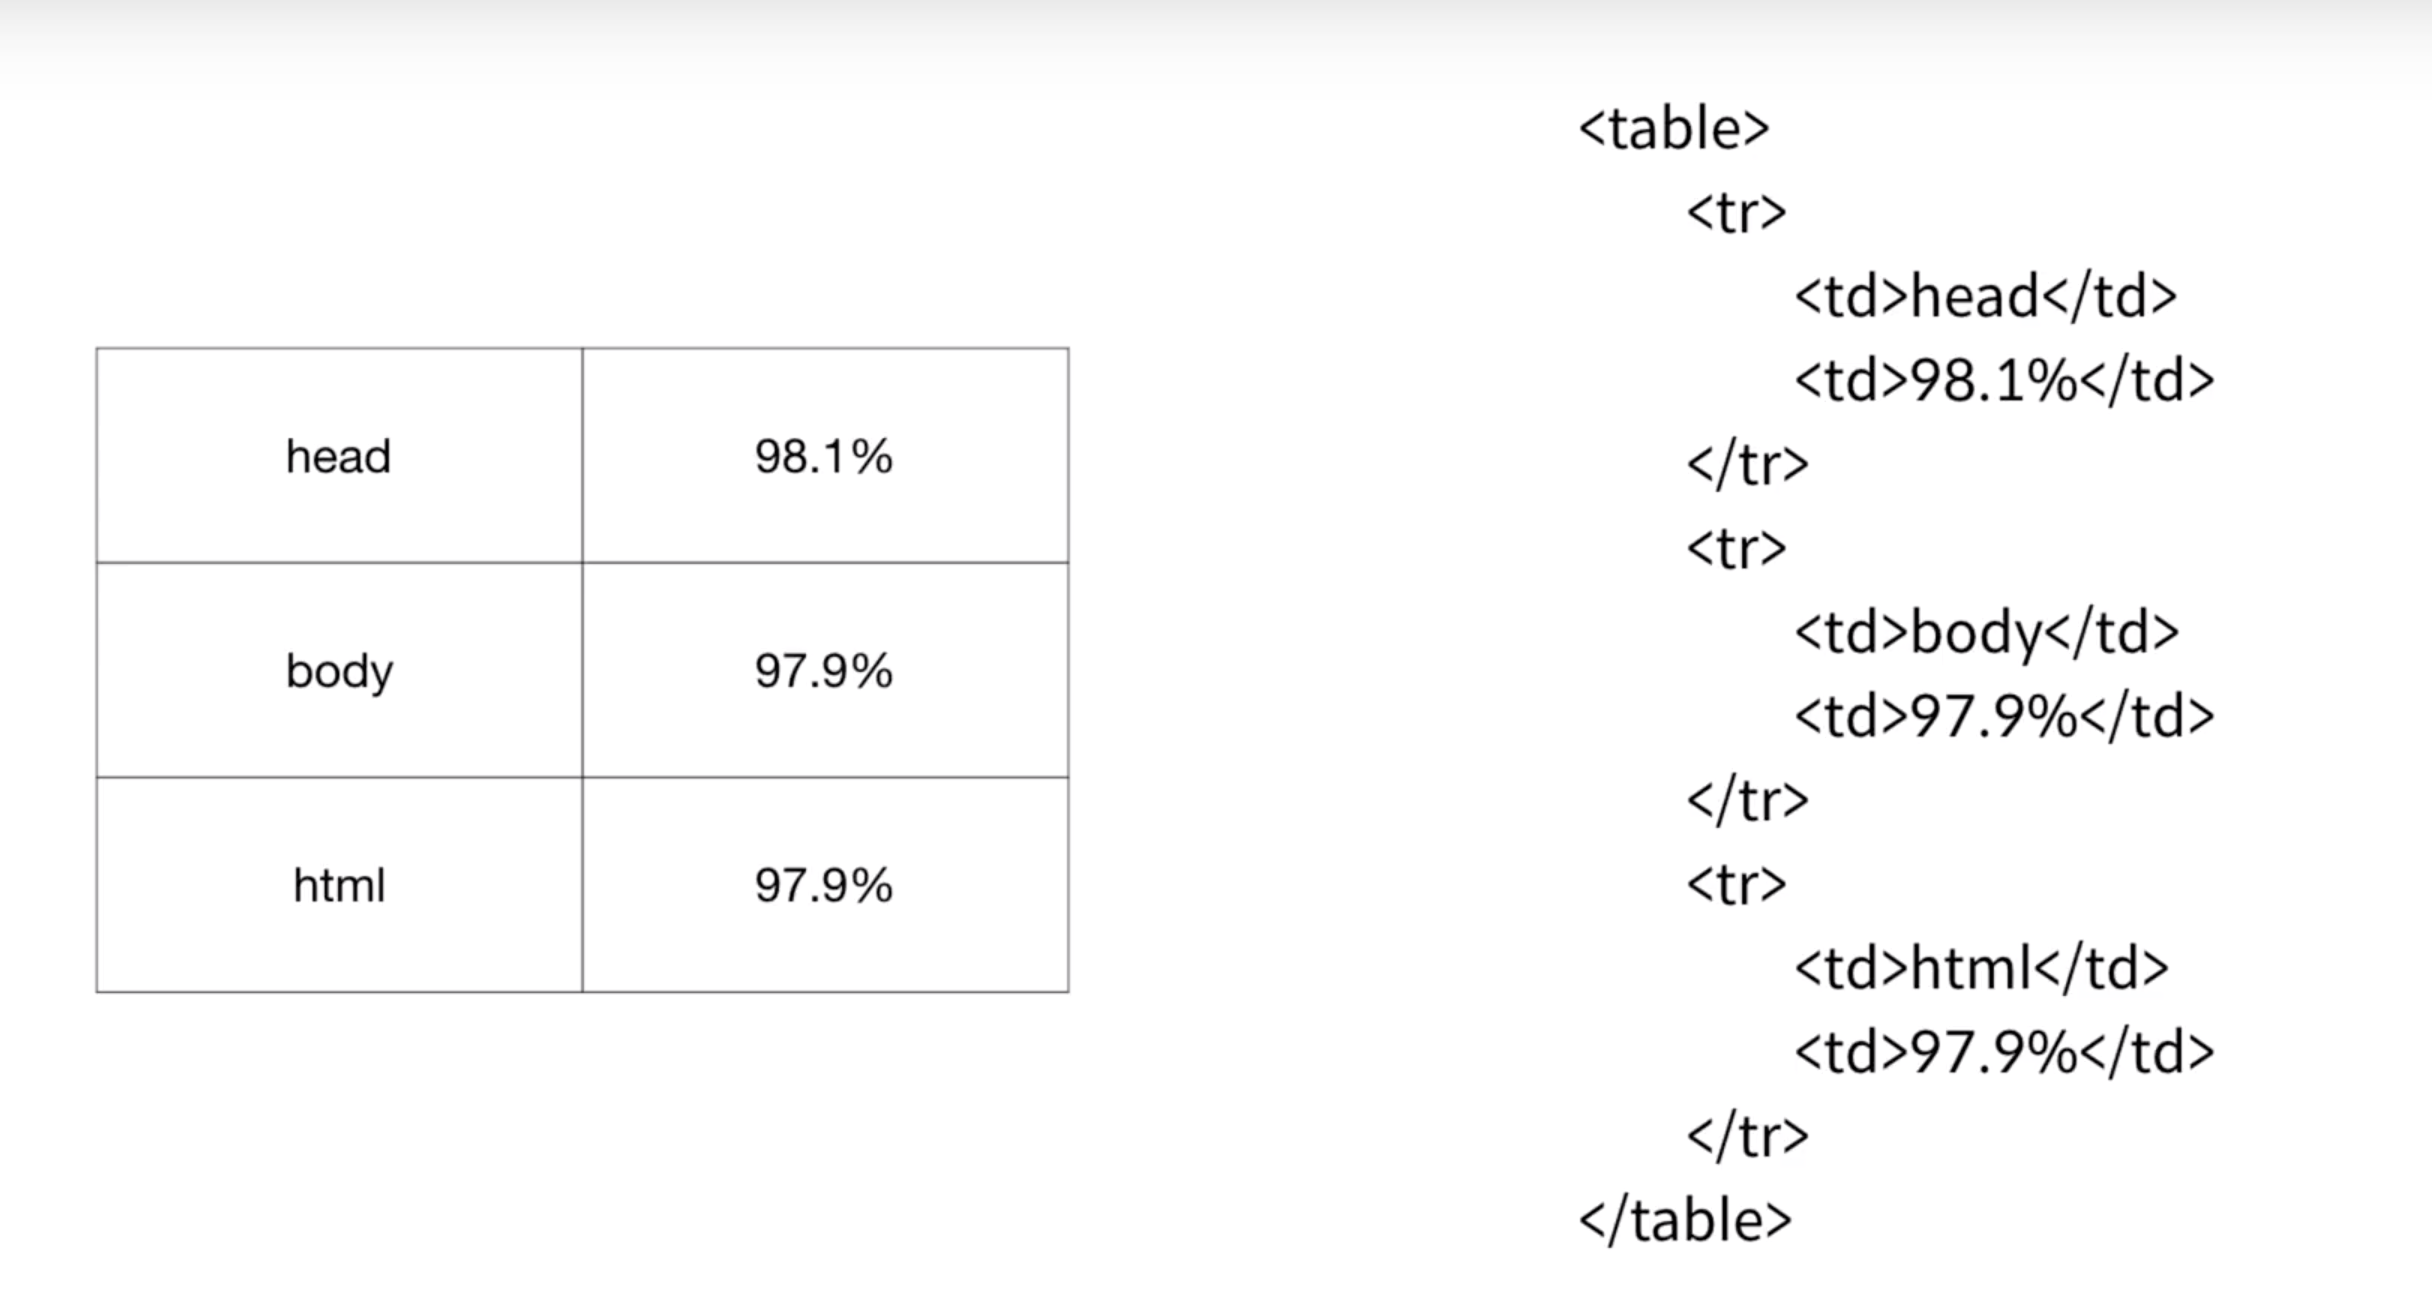 head 98.1%
body 97.9%
html 97.9%
<table>
<tr>
<td>head</td>
<td>98.1%</td>
</tr>
<tr>
<td>body</td>
<td>97.9%</td>
</tr>
<tr>
<td>html</td>
<td>97.9%</td>
</tr>
</table>